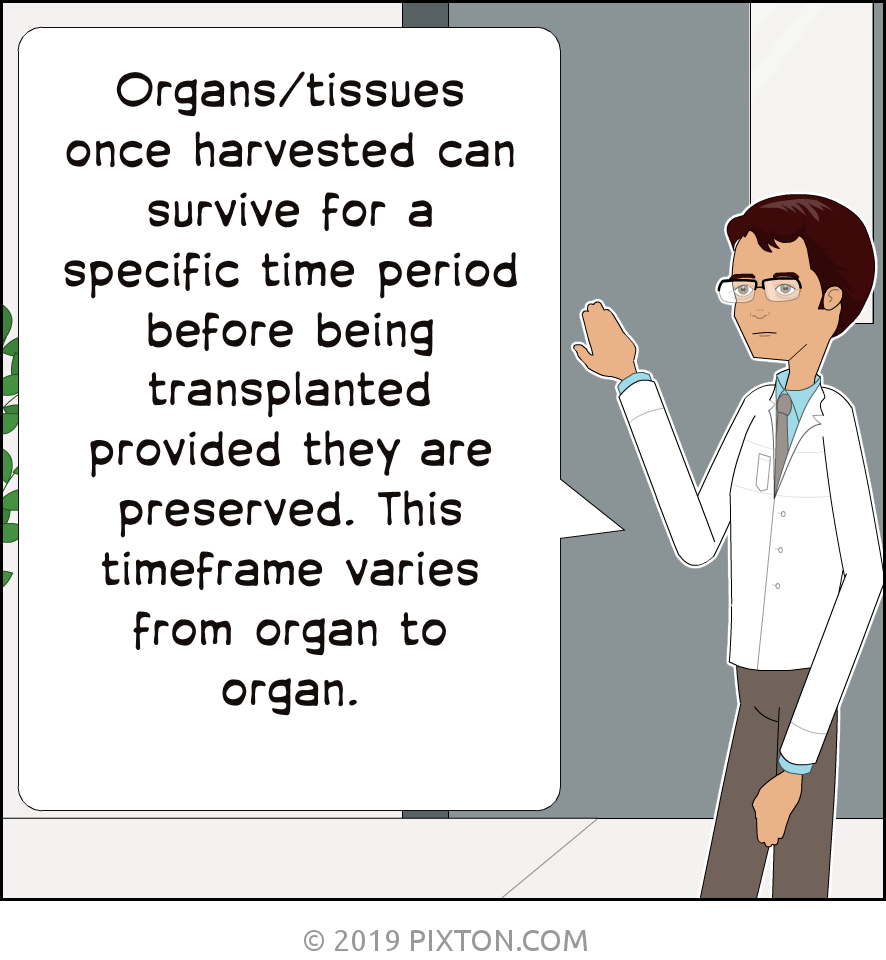 Organs/tissues
once harvested can
survive for a
specific time period
before being
transplanted
provided they are
preserved. This
timeframe varies
from organ to
organ.
© 2019 PIXTON.COM